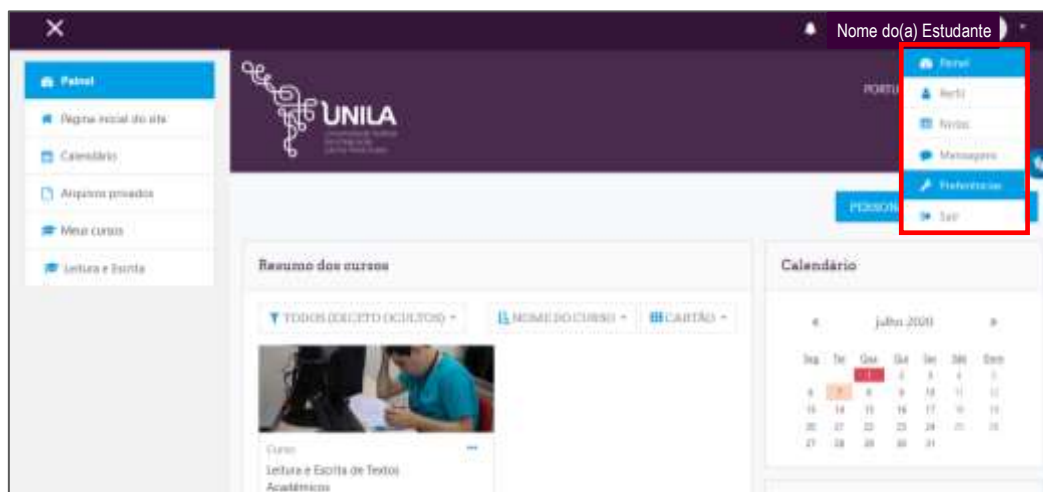 Nome do(a) Estudante
Painel
Página inicial do site
Calendário
Arquivos privados
Meus cursos
Leitura e Escrita
UNILA
Painel
Perfil
Notas
Mensagens
Preferências
Sair
Resumo dos cursos
TODOS (EXCETO OCULTOS)
NOME DO CURSO
CARTÃO
Curso
Leitura e Escrita de Textos
Acadêmicos
Calendário
« julho 2020 »
Seg Ter Qua Qui Sex Sáb Dom
1 2 3 4 5
6 7 8 9 10 11 12
13 14 15 16 17 18 19
20 21 22 23 24 25 26
27 28 29 30 31